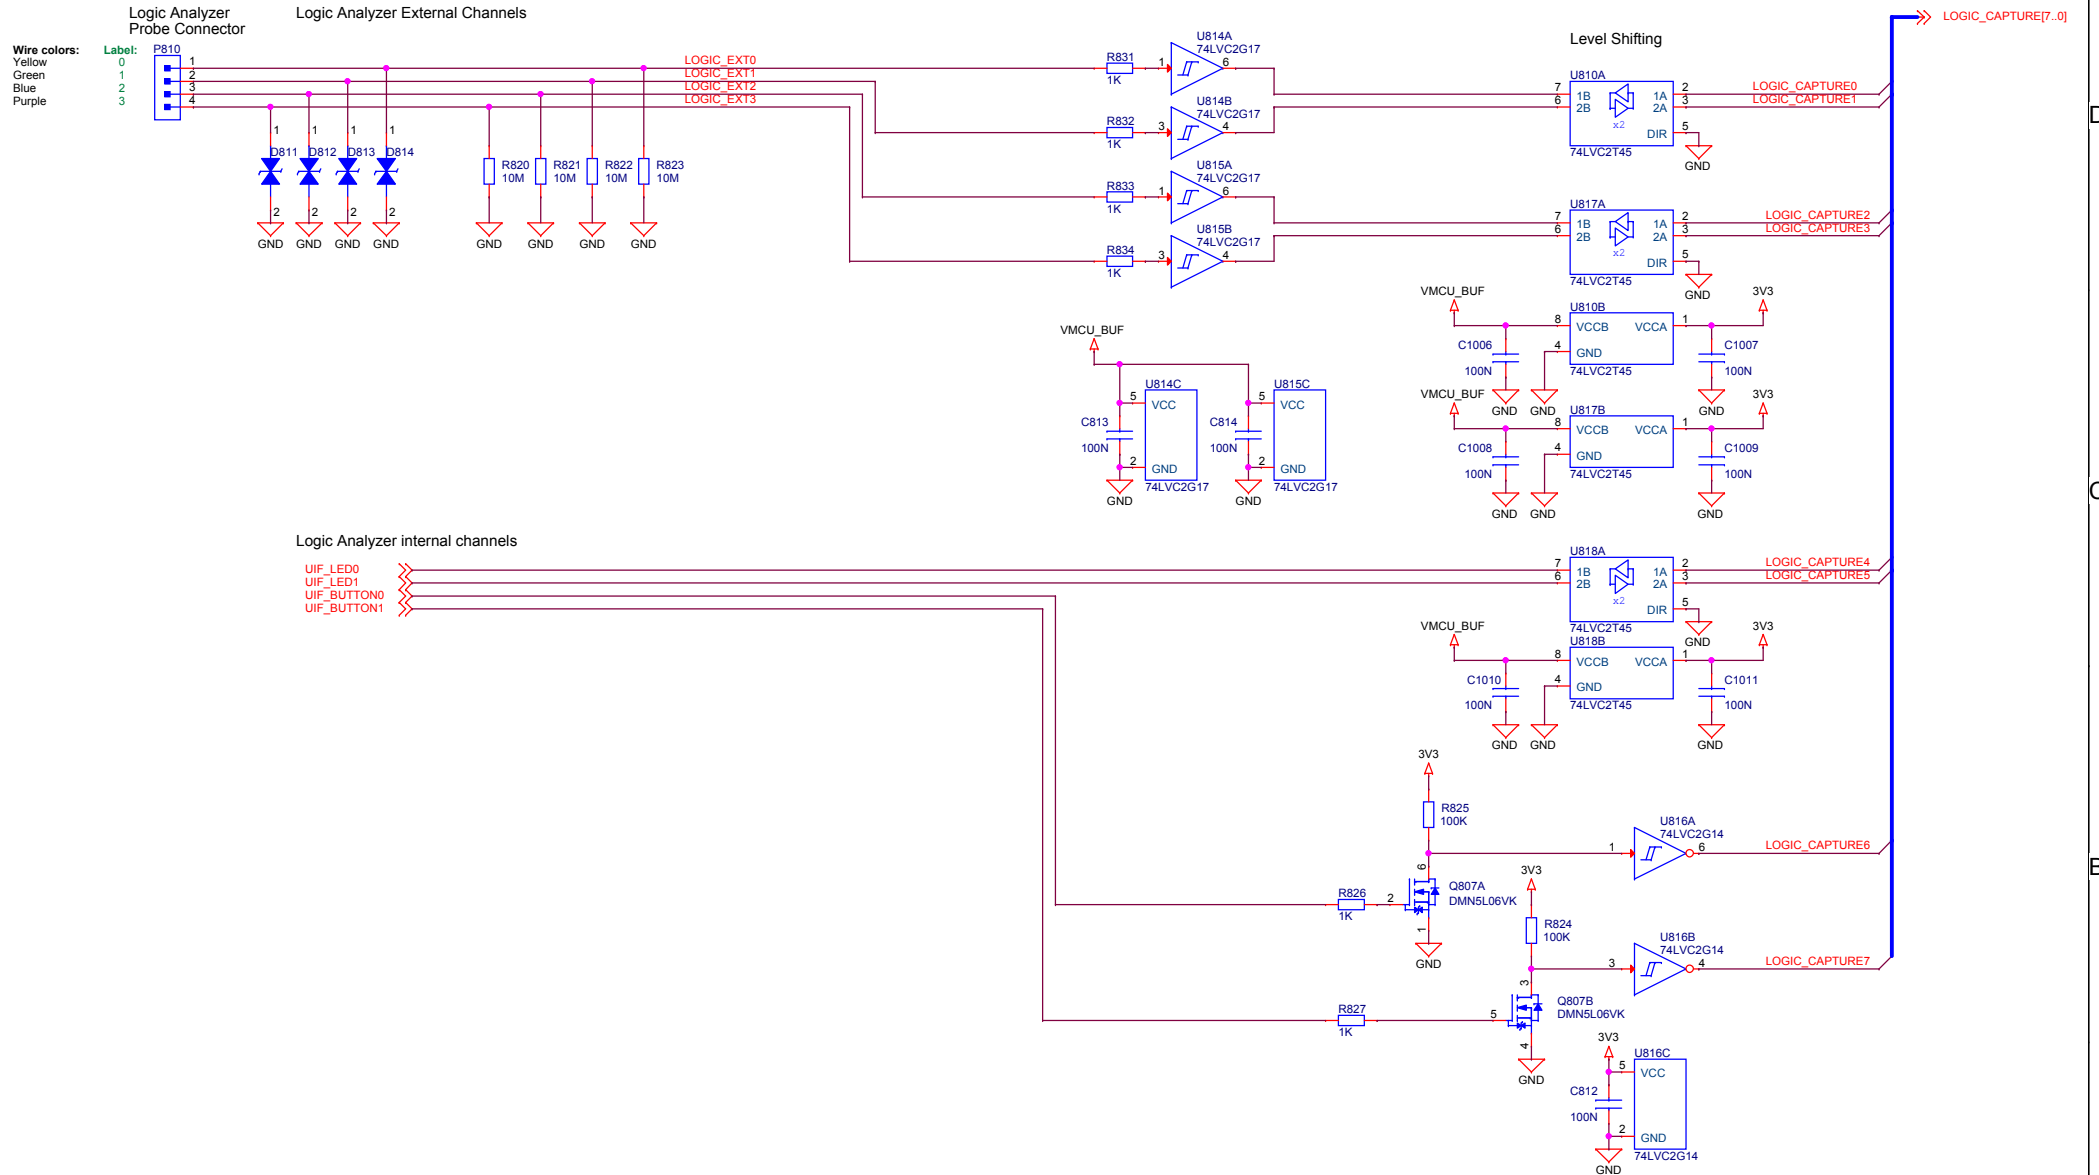 Logic Analyzer
Probe Connector
Logic Analyzer External Channels
LOGIC_CAPTURE[7..0]
Wire colors: Label:
Yellow 0
Green 1
Blue 2
Purple 3
P810
1
2
3
4
LOGIC_EXT0
LOGIC_EXT1
LOGIC_EXT2
LOGIC_EXT3
1 1 1 1
D811 D812 D813 D814
2 2 2 2
GND GND GND GND
R820 10M
R821 10M
R822 10M
R823 10M
GND GND GND GND
R831
1K
1
U814A
74LVC2G17
6
R832
1K
3
U814B
74LVC2G17
4
R833
1K
1
U815A
74LVC2G17
6
R834
1K
3
U815B
74LVC2G17
4
Level Shifting
U810A
7 1B 1A 2 LOGIC_CAPTURE0
6 2B 2A 3 LOGIC_CAPTURE1
x2
DIR 5
74LVC2T45
GND
D
U817A
7 1B 1A 2 LOGIC_CAPTURE2
6 2B 2A 3 LOGIC_CAPTURE3
x2
DIR 5
74LVC2T45
GND
VMCU_BUF 3V3
U810B
8 VCCB VCCA 1
C1006 4 GND C1007
100N 74LVC2T45 100N
GND GND GND
VMCU_BUF 3V3
U817B
8 VCCB VCCA 1
C1008 4 GND C1009
100N 74LVC2T45 100N
GND GND GND
VMCU_BUF
U814C U815C
5 VCC 5 VCC
C813 C814
100N 100N
2 GND 2 GND
74LVC2G17 74LVC2G17
GND GND
C
Logic Analyzer internal channels
UIF_LED0
UIF_LED1
UIF_BUTTON0
UIF_BUTTON1
U818A
7 1B 1A 2 LOGIC_CAPTURE4
6 2B 2A 3 LOGIC_CAPTURE5
x2
DIR 5
74LVC2T45
GND
VMCU_BUF 3V3
U818B
8 VCCB VCCA 1
C1010 4 GND C1011
100N 74LVC2T45 100N
GND GND GND
3V3
R825
100K
U816A
74LVC2G14
1 6 LOGIC_CAPTURE6
B
6
Q807A
DMN5L06VK
R826 2
1K
1
GND
3V3
R824
100K
U816B
74LVC2G14
3 4 LOGIC_CAPTURE7
3
Q807B
DMN5L06VK
R827 5
1K
4
GND
3V3
U816C
5 VCC
C812
100N
2 GND
74LVC2G14
GND